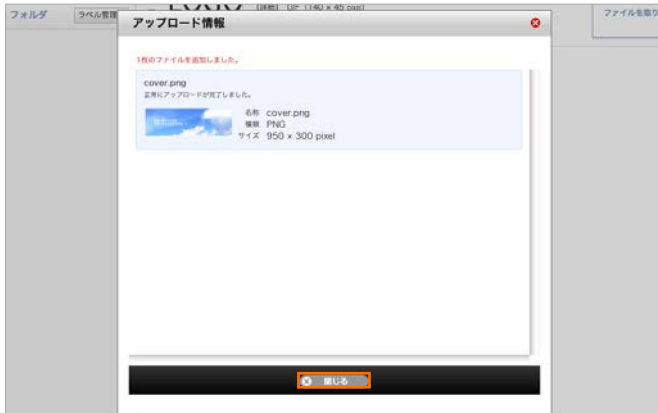 フォルダ
ラベル管理
LOGO
ファイルを取り
アップロード情報
1枚のファイルを追加しました。
cover.png
正常にアップロードが完了しました。
名称 cover.png
種類 PNG
サイズ 950 x 300 pixel
閉じる